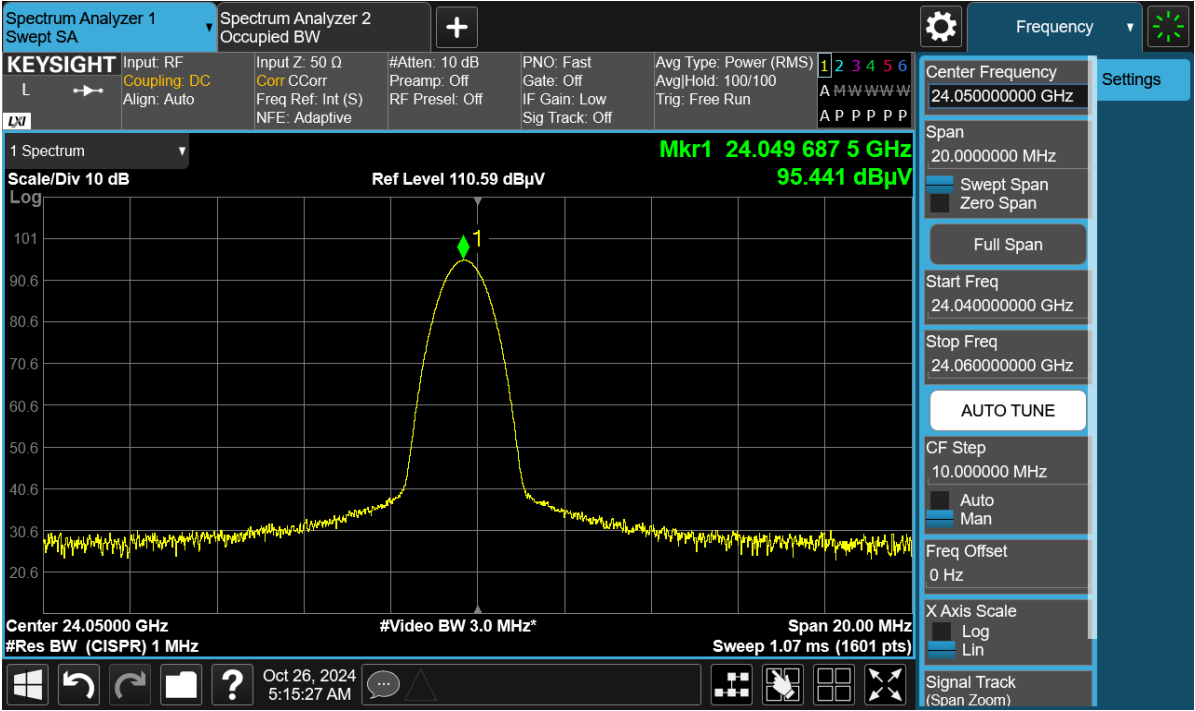 Spectrum Analyzer 1
Swept SA
Spectrum Analyzer 2
Occupied BW
Frequency
KEYSIGHT
L
LXI
Input: RF
Coupling: DC
Align: Auto
Input Z: 50 Ω
Corr CCorr
Freq Ref: Int (S)
NFE: Adaptive
#Atten: 10 dB
Preamp: Off
RF Presel: Off
PNO: Fast
Gate: Off
IF Gain: Low
Sig Track: Off
Avg Type: Power (RMS)
Avg|Hold: 100/100
Trig: Free Run
1 2 3 4 5 6
A M W W W W W
A P P P P P
1 Spectrum
Scale/Div 10 dB
Ref Level 110.59 dBµV
Mkr1 24.049 687 5 GHz
95.441 dBµV
Log
1
101
90.6
80.6
70.6
60.6
50.6
40.6
30.6
20.6
Center 24.05000 GHz
#Res BW (CISPR) 1 MHz
#Video BW 3.0 MHz*
Span 20.00 MHz
Sweep 1.07 ms (1601 pts)
Center Frequency
24.050000000 GHz
Settings
Span
20.0000000 MHz
Swept Span
Zero Span
Full Span
Start Freq
24.040000000 GHz
Stop Freq
24.060000000 GHz
AUTO TUNE
CF Step
10.000000 MHz
Auto
Man
Freq Offset
0 Hz
X Axis Scale
Log
Lin
Signal Track
(Span Zoom)
?
Oct 26, 2024
5:15:27 AM